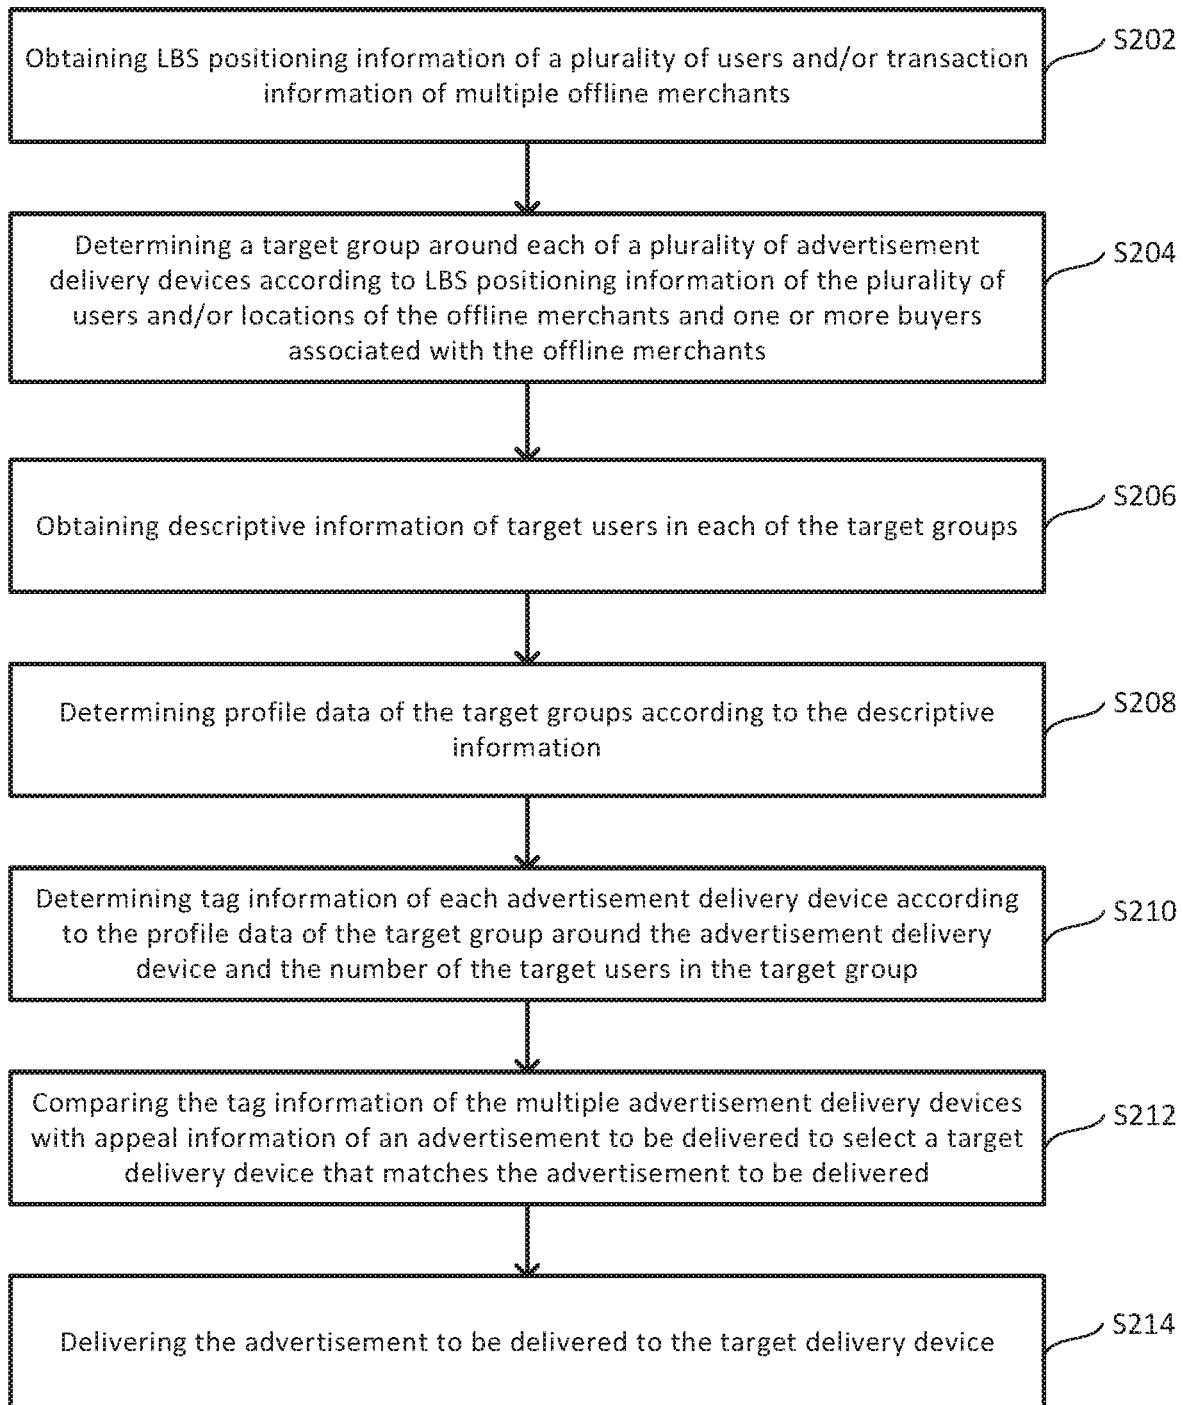 Obtaining LBS positioning information of a plurality of users and/or transaction
information of multiple offline merchants
S202
Determining a target group around each of a plurality of advertisement
delivery devices according to LBS positioning information of the plurality of
users and/or locations of the offline merchants and one or more buyers
associated with the offline merchants
S204
Obtaining descriptive information of target users in each of the target groups
S206
Determining profile data of the target groups according to the descriptive
information
S208
Determining tag information of each advertisement delivery device according
to the profile data of the target group around the advertisement delivery
device and the number of the target users in the target group
S210
Comparing the tag information of the multiple advertisement delivery devices
with appeal information of an advertisement to be delivered to select a target
delivery device that matches the advertisement to be delivered
S212
Delivering the advertisement to be delivered to the target delivery device
S214